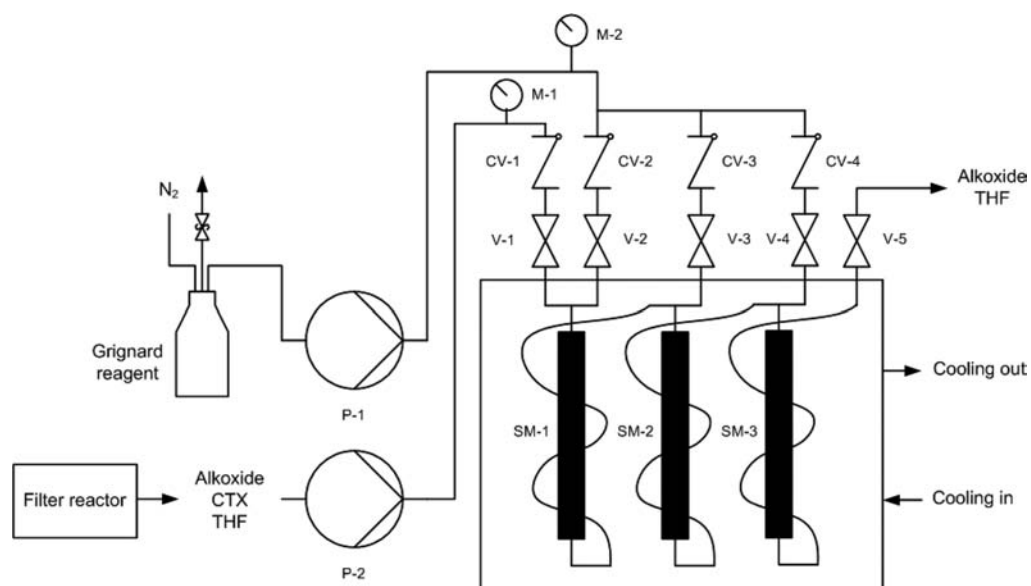 M-2
M-1
CV-1
CV-2
CV-3
CV-4
Alkoxide
THF
N2
V-1
V-2
V-3
V-4
V-5
Grignard
reagent
P-1
Cooling out
SM-1
SM-2
SM-3
Filter reactor
Alkoxide
CTX
THF
Cooling in
P-2